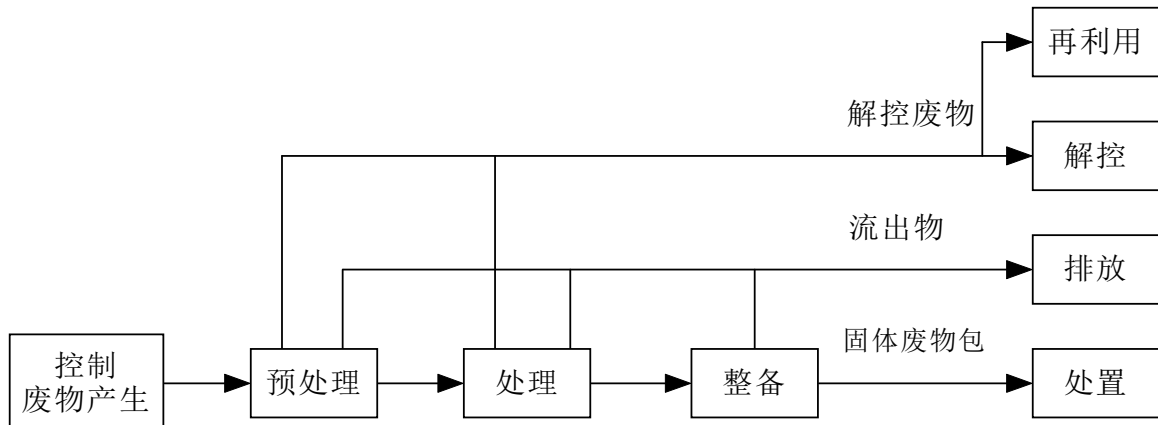 再利用
解控废物
解控
流出物
排放
固体废物包
控制
废物产生
预处理
处理
整备
处置